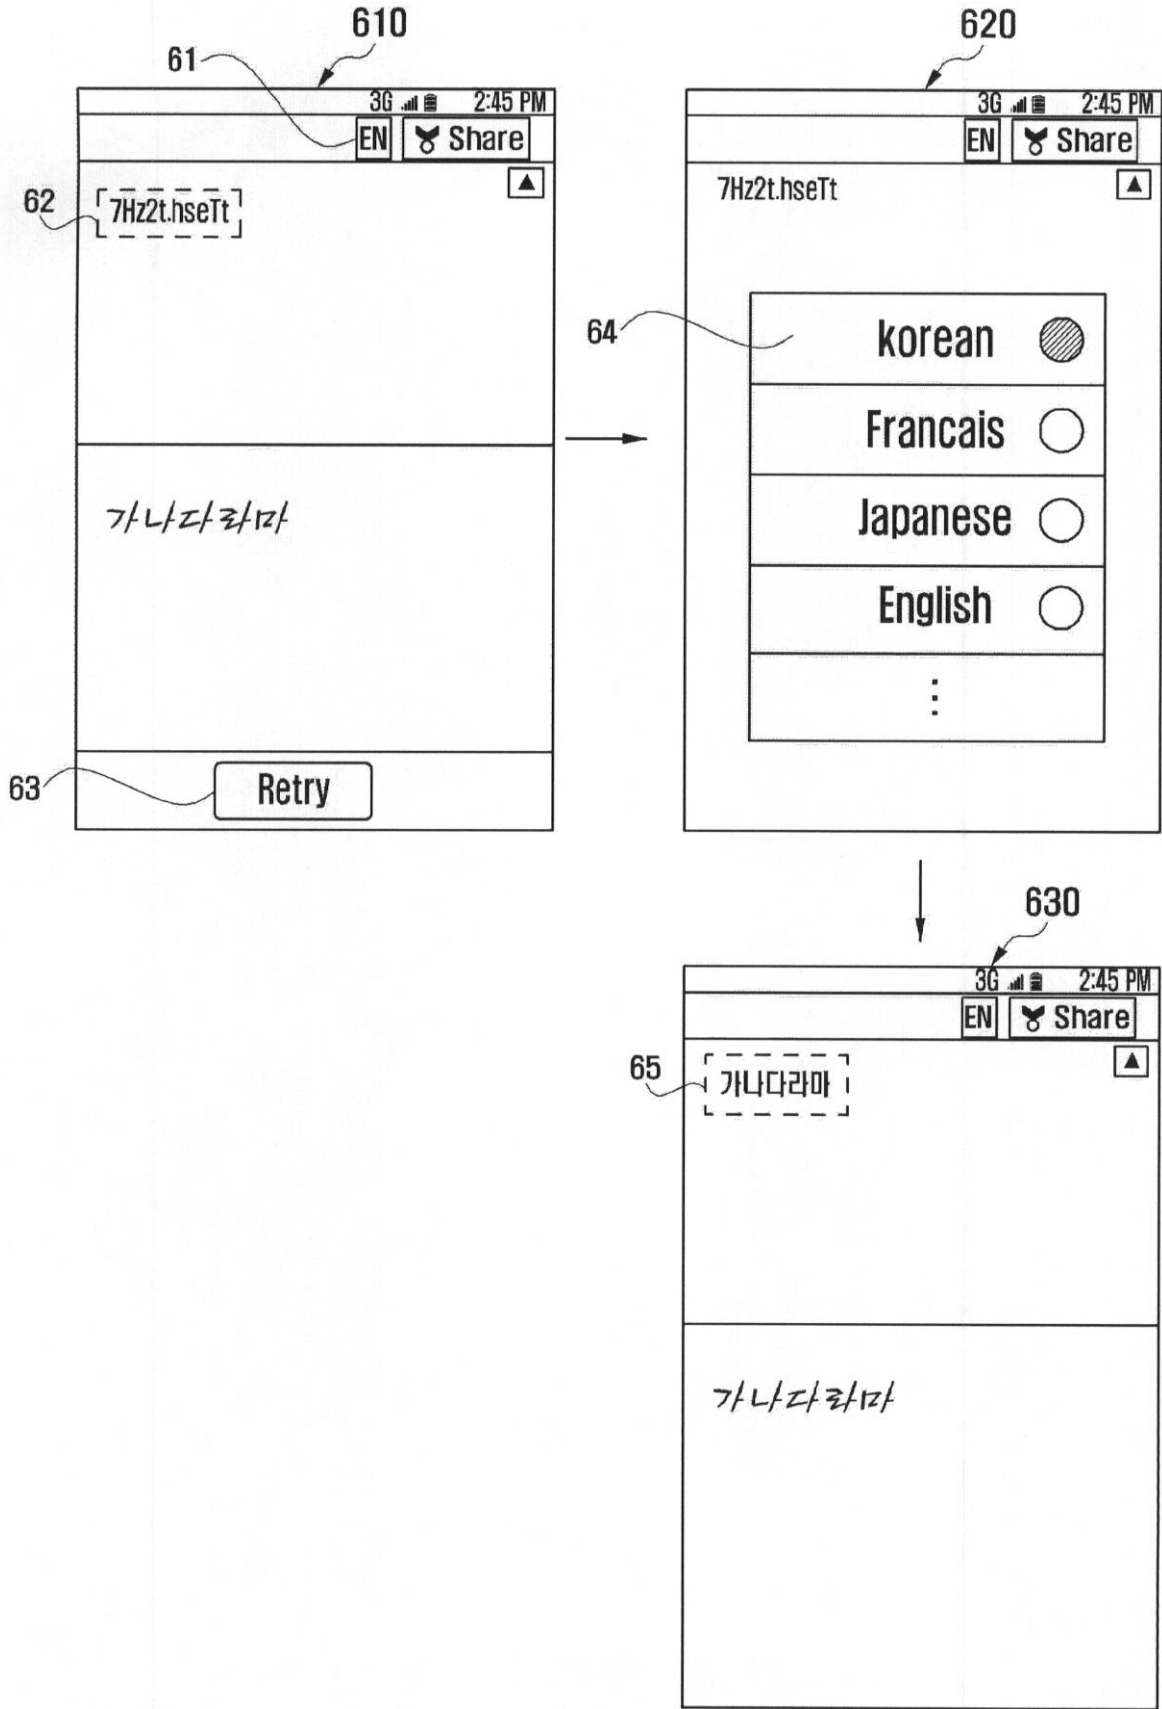 610
61
3G 2:45 PM
EN Share
62
7Hz2t.hseTt
가나다라마
63
Retry
620
3G 2:45 PM
EN Share
7Hz2t.hseTt
64
korean
Francais
Japanese
English
⋮
630
3G 2:45 PM
EN Share
65
가나다라마
가나다라마